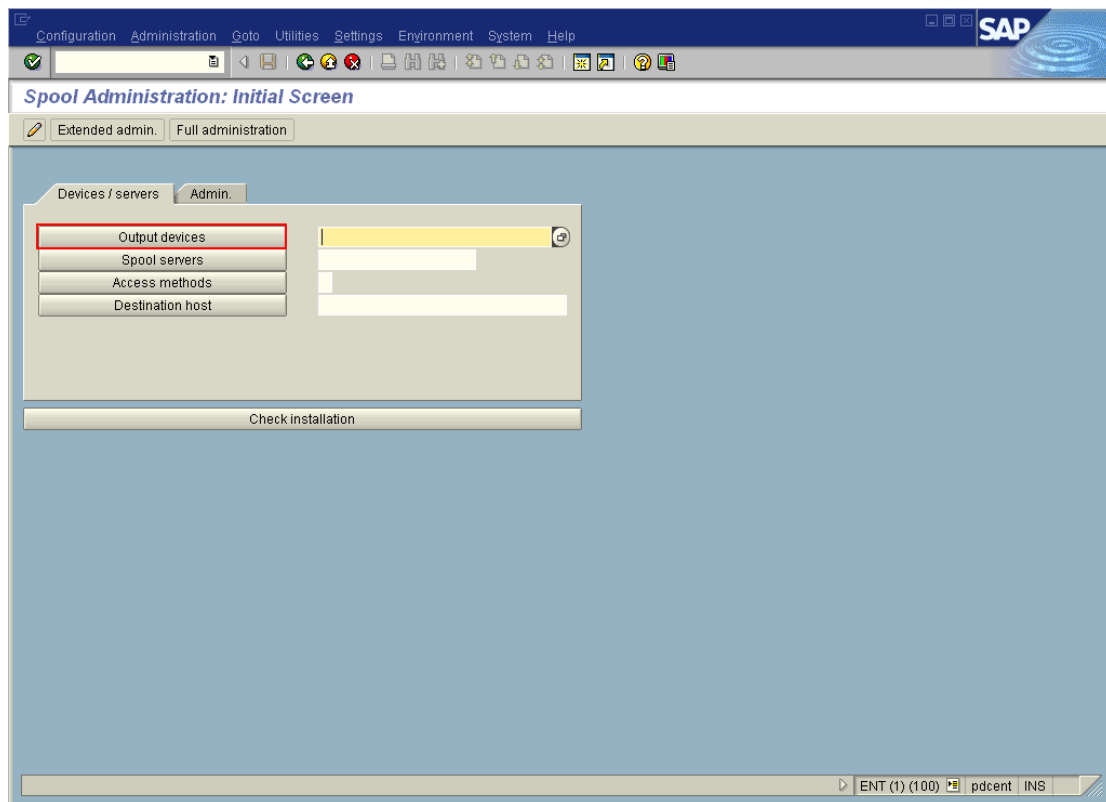 Configuration Administration Goto Utilities Settings Environment System Help
SAP
Spool Administration: Initial Screen
Extended admin. Full administration
Devices / servers Admin.
Output devices
Spool servers
Access methods
Destination host
Check installation
ENT (1) (100) pdcent INS